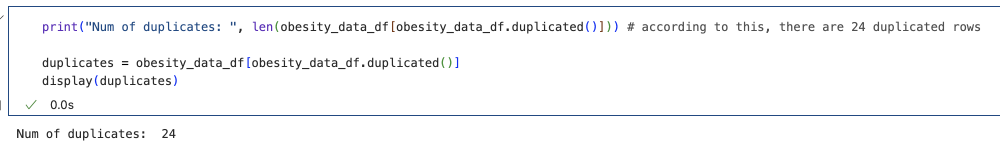 print("Num of duplicates: ", len(obesity_data_df[obesity_data_df.duplicated()])) # according to this, there are 24 duplicated rows
duplicates = obesity_data_df[obesity_data_df.duplicated()]
display(duplicates)
0.0s
Num of duplicates:  24